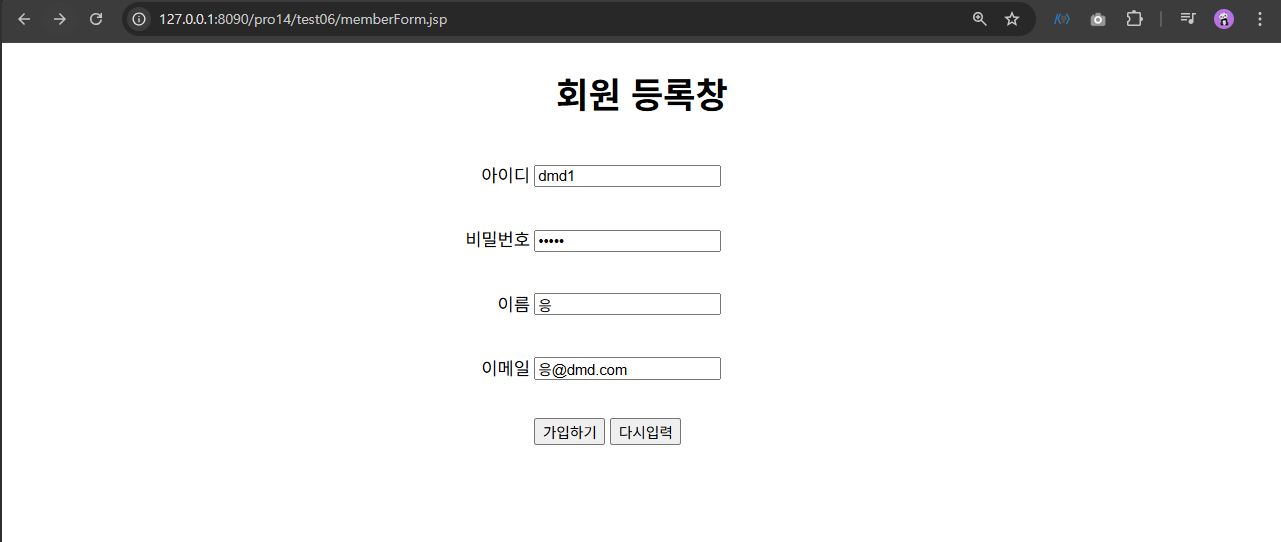 127.0.0.1:8090/pro14/test06/memberForm.jsp
회원 등록창
아이디 dmd1
비밀번호 •••••
이름 응
이메일 응@dmd.com
가입하기 다시입력